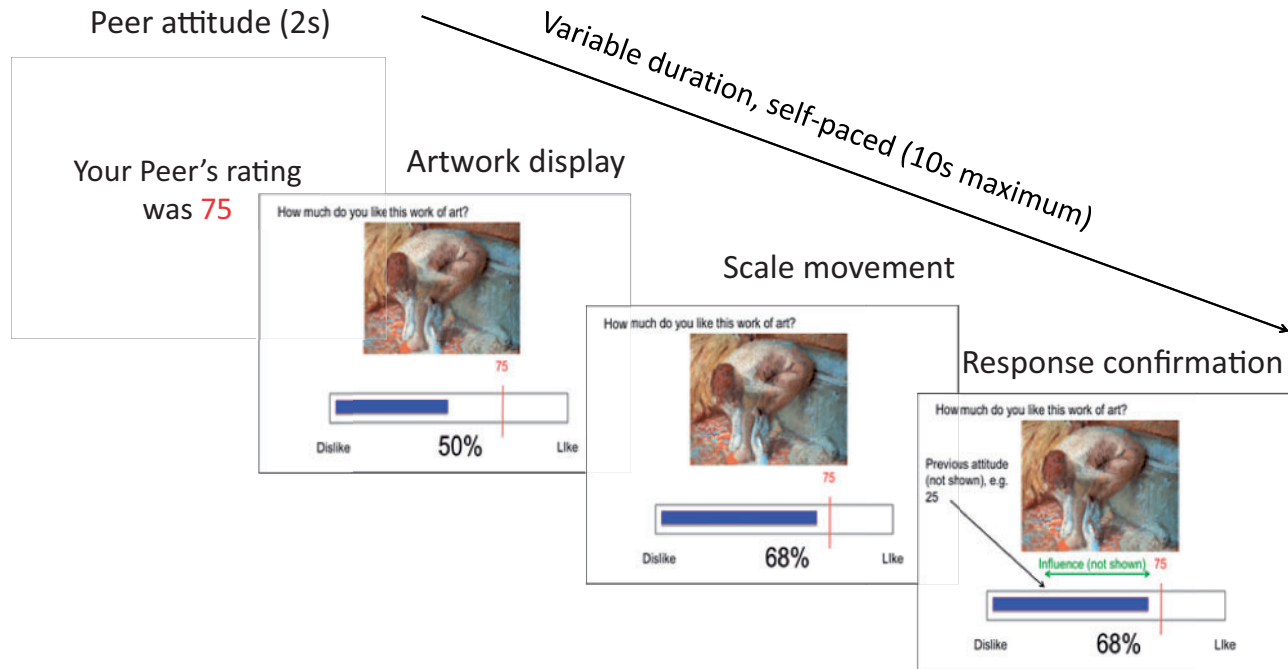 Peer attitude (2s)
Your Peer's rating
was 75
Variable duration, self-paced (10s maximum)
Artwork display
How much do you like this work of art?
75
Dislike
50%
LIke
Scale movement
How much do you like this work of art?
75
Dislike
68%
LIke
Response confirmation
How much do you like this work of art?
Previous attitude
(not shown), e.g.
25
Influence (not shown)
75
Dislike
68%
LIke